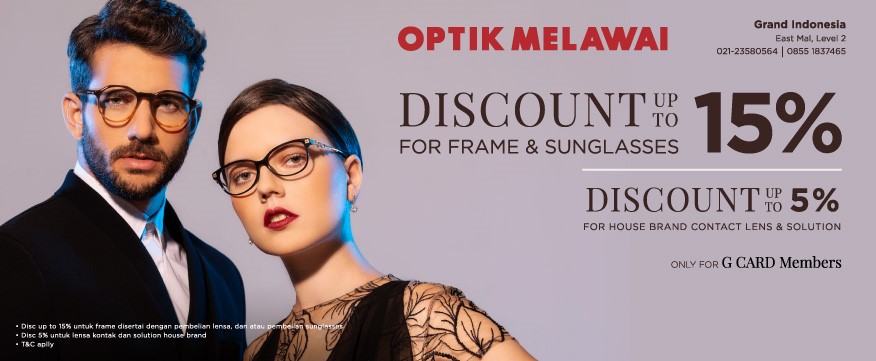 OPTIK MELAWAI
Grand Indonesia
East Mal, Level 2
021-23580564 | 0855 1837465
DISCOUNT UP TO 15%
FOR FRAME & SUNGLASSES
DISCOUNT UP TO 5%
FOR HOUSE BRAND CONTACT LENS & SOLUTION
ONLY FOR G CARD Members
• Disc up to 15% untuk frame disertai dengan pembelian lensa, dan atau pembelian sunglasses
• Disc 5% untuk lensa kontak dan solution house brand
• T&C aplly